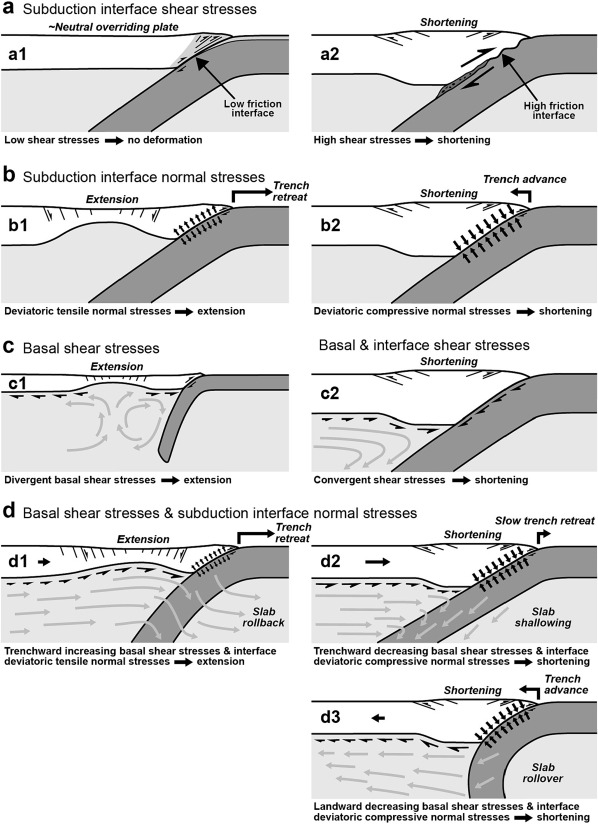 a Subduction interface shear stresses
~Neutral overriding plate
a1
Low friction
interface
Low shear stresses → no deformation
Shortening
a2
High friction
interface
High shear stresses → shortening
b Subduction interface normal stresses
Extension
Trench
retreat
b1
Deviatoric tensile normal stresses → extension
Shortening
Trench advance
b2
Deviatoric compressive normal stresses → shortening
c Basal shear stresses
Extension
c1
Divergent basal shear stresses → extension
Basal & interface shear stresses
Shortening
c2
Convergent shear stresses → shortening
d Basal shear stresses & subduction interface normal stresses
Extension
Trench
retreat
d1
Slab
rollback
Trenchward increasing basal shear stresses & interface
deviatoric tensile normal stresses → extension
Slow trench retreat
Shortening
d2
Slab
shallowing
Trenchward decreasing basal shear stresses & interface
deviatoric compressive normal stresses → shortening
Shortening
Trench
advance
d3
Slab
rollover
Landward decreasing basal shear stresses & interface
deviatoric compressive normal stresses → shortening